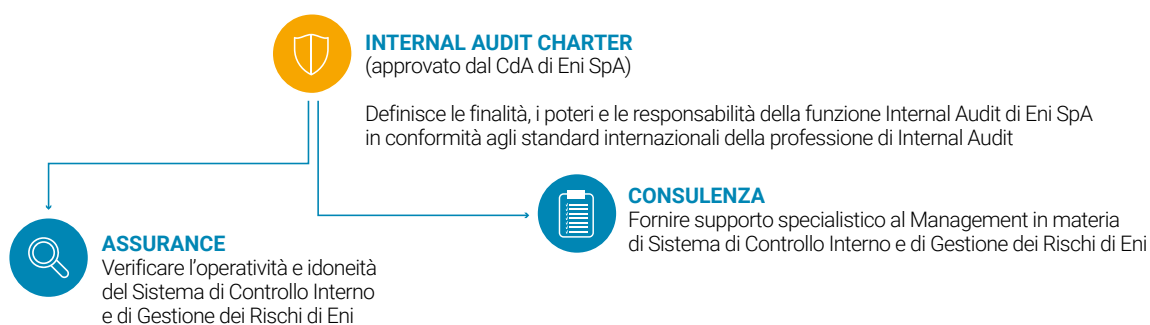 INTERNAL AUDIT CHARTER
(approvato dal CdA di Eni SpA)
Definisce le finalità, i poteri e le responsabilità della funzione Internal Audit di Eni SpA
in conformità agli standard internazionali della professione di Internal Audit
CONSULENZA
Fornire supporto specialistico al Management in materia
di Sistema di Controllo Interno e di Gestione dei Rischi di Eni
ASSURANCE
Verificare l'operatività e idoneità
del Sistema di Controllo Interno
e di Gestione dei Rischi di Eni